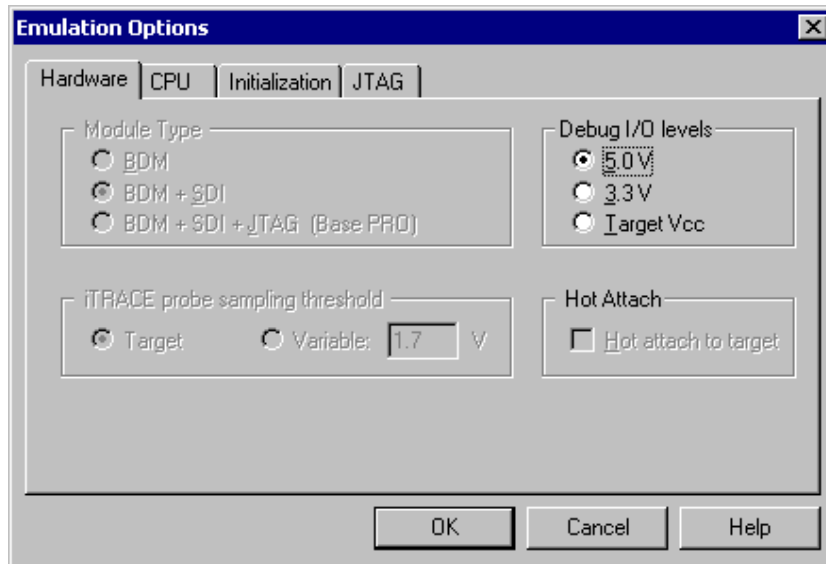 Emulation Options
Hardware CPU Initialization JTAG
Module Type
BDM
BDM + SDI
BDM + SDI + JTAG (Base PRO)
Debug I/O levels
5.0 V
3.3 V
Target Vcc
iTRACE probe sampling threshold
Target Variable: 1.7 V
Hot Attach
Hot attach to target
OK Cancel Help